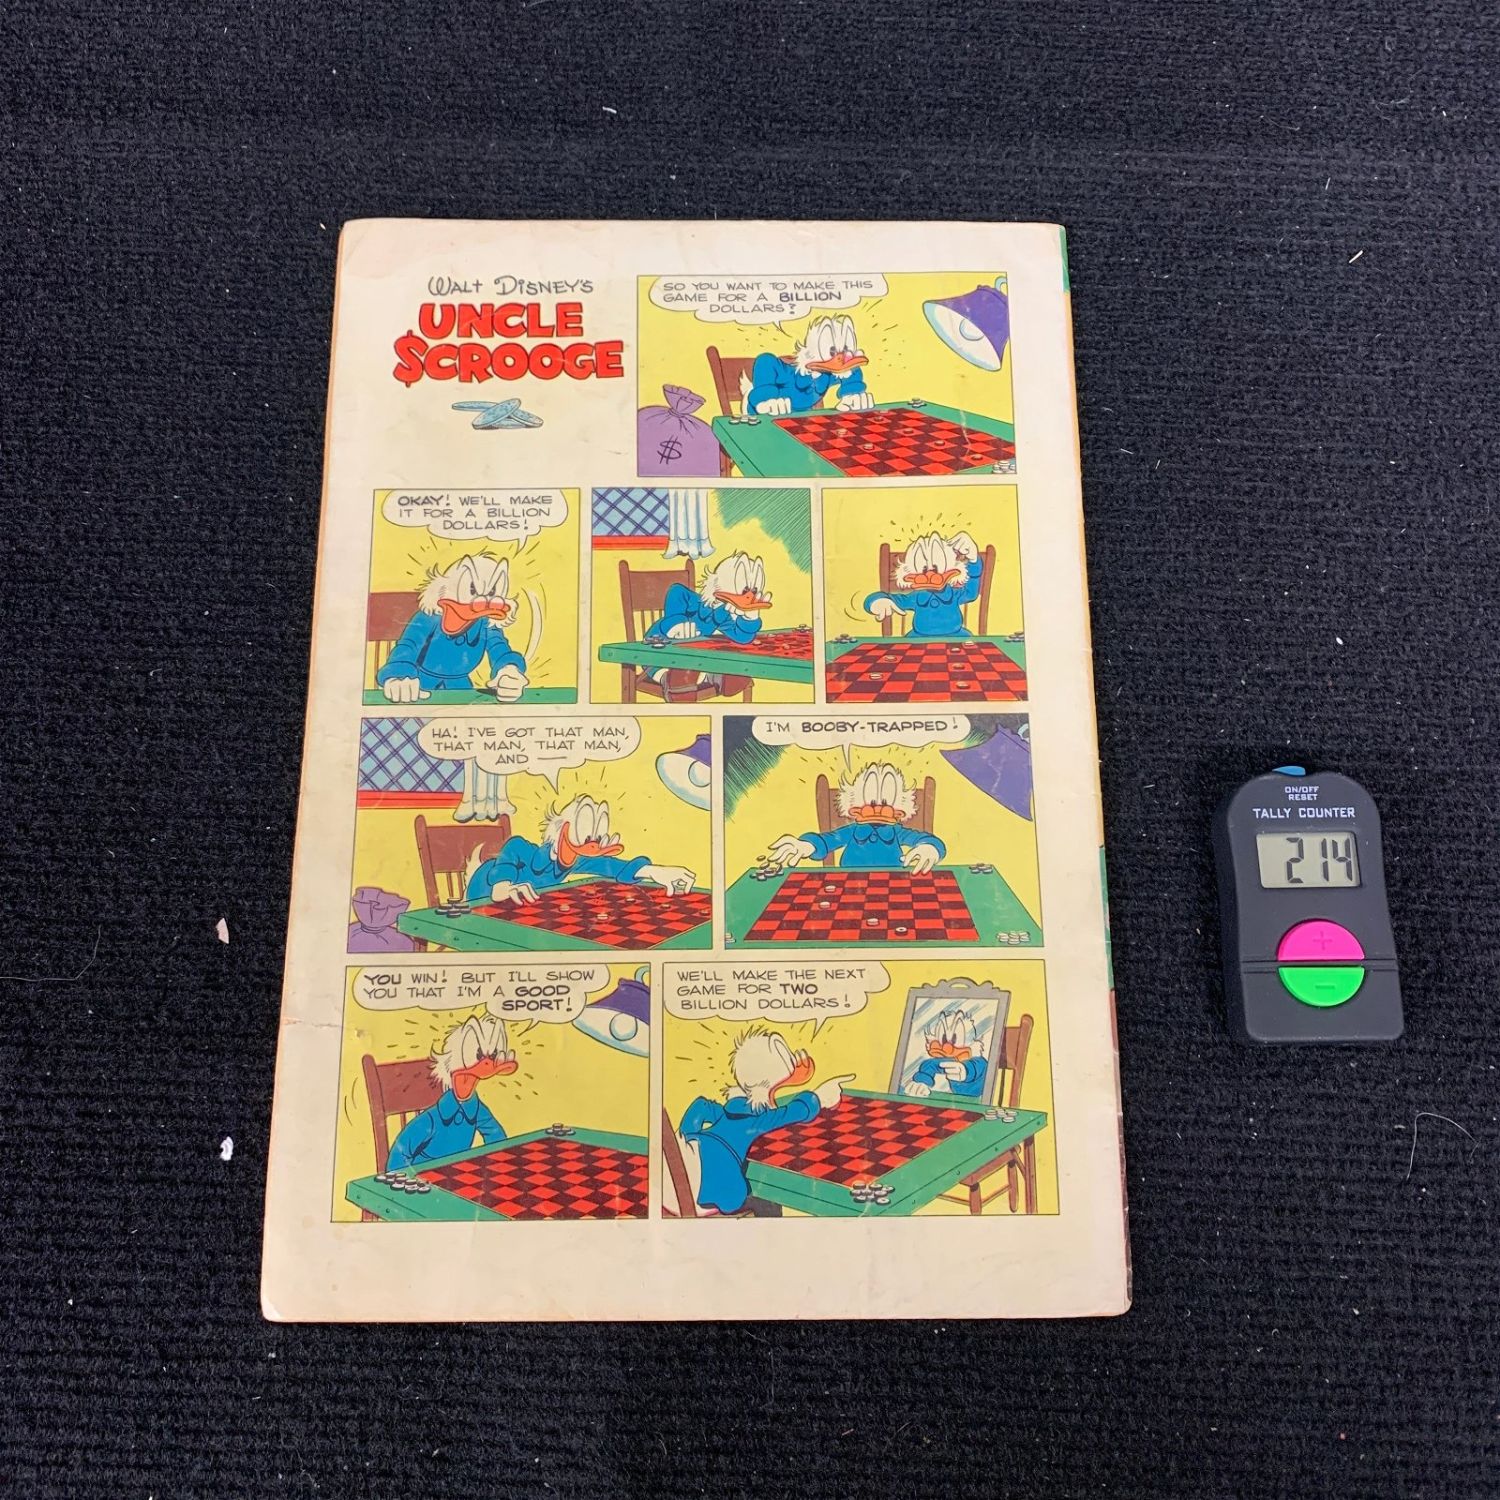 WALT DISNEY'S
UNCLE
$CROOGE
SO YOU WANT TO MAKE THIS
GAME FOR A BILLION
DOLLARS?
$
OKAY! WE'LL MAKE
IT FOR A BILLION
DOLLARS!
HA! I'VE GOT THAT MAN,
THAT MAN, THAT MAN,
AND —
I'M BOOBY-TRAPPED!
YOU WIN! BUT I'LL SHOW
YOU THAT I'M A GOOD
SPORT!
WE'LL MAKE THE NEXT
GAME FOR TWO
BILLION DOLLARS!
ON/OFF
RESET
TALLY COUNTER
214
+
-